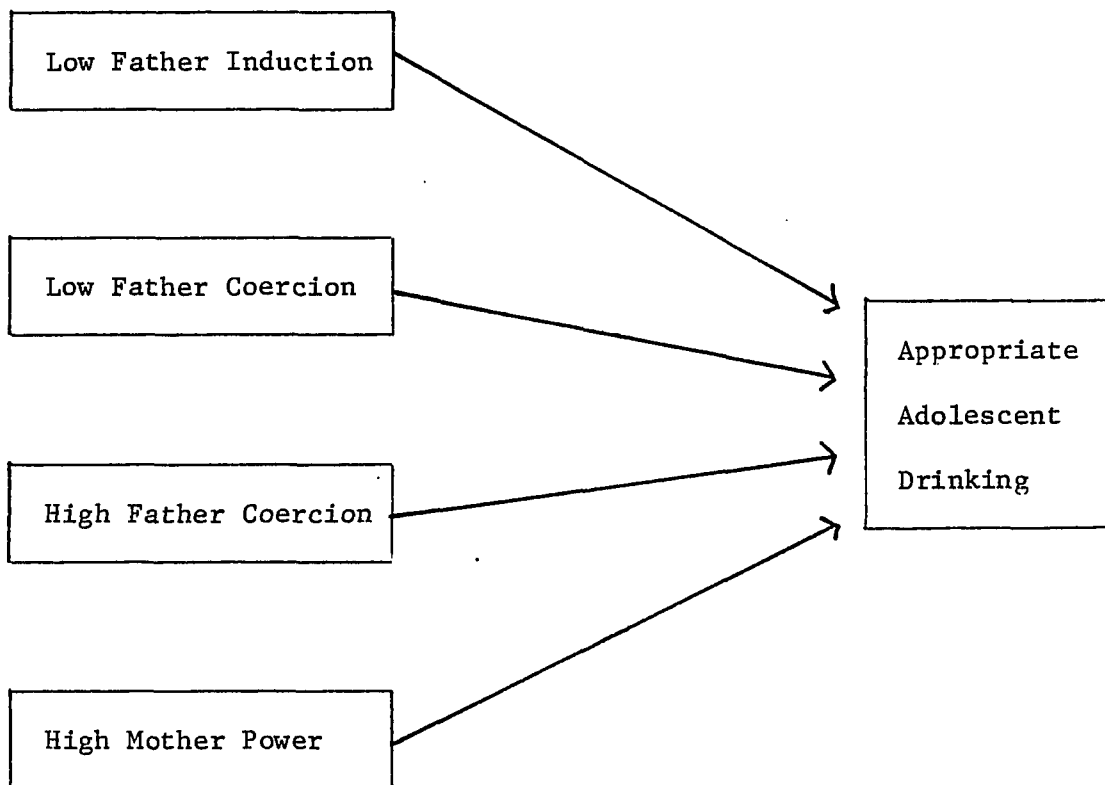 Low Father Induction
Low Father Coercion
High Father Coercion
High Mother Power
Appropriate
Adolescent
Drinking